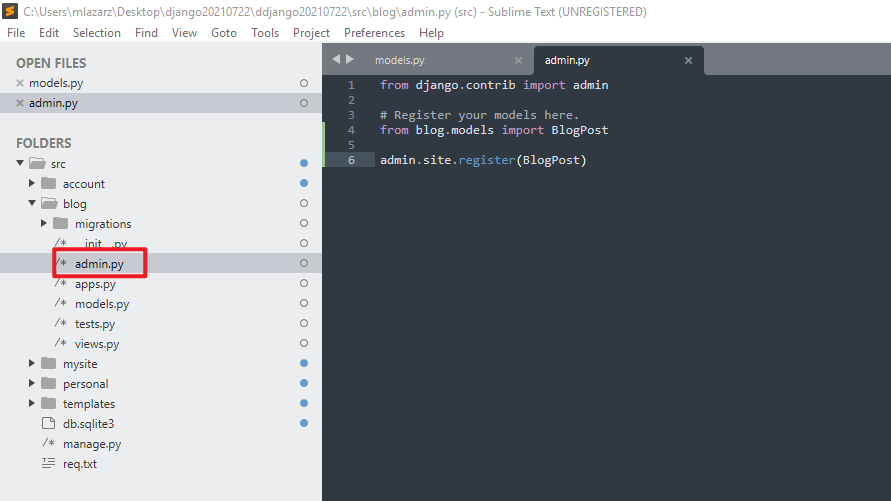 C:\Users\mlazarz\Desktop\django20210722\ddjango20210722\src\blog\admin.py (src) - Sublime Text (UNREGISTERED)
File Edit Selection Find View Goto Tools Project Preferences Help
OPEN FILES
models.py
admin.py
FOLDERS
src
account
blog
migrations
/* __init__.py
/* admin.py
/* apps.py
/* models.py
/* tests.py
/* views.py
mysite
personal
templates
db.sqlite3
/* manage.py
req.txt
models.py admin.py
1 from django.contrib import admin
2
3 # Register your models here.
4 from blog.models import BlogPost
5
6 admin.site.register(BlogPost)